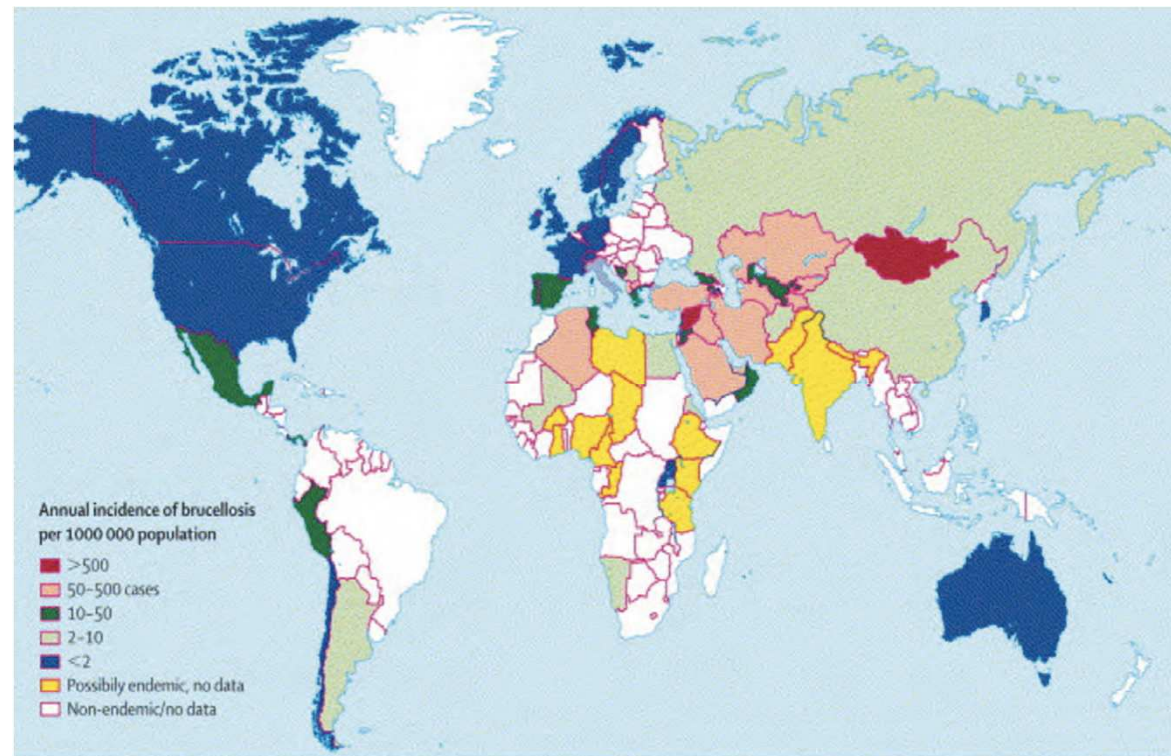 Annual incidence of brucellosis
per 1000 000 population
>500
50–500 cases
10–50
2–10
<2
Possibily endemic, no data
Non-endemic/no data